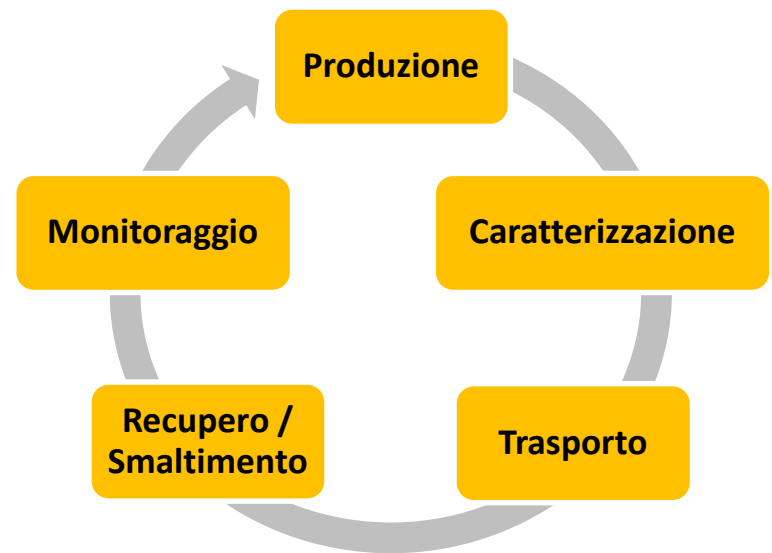 Produzione
Caratterizzazione
Trasporto
Recupero /
Smaltimento
Monitoraggio